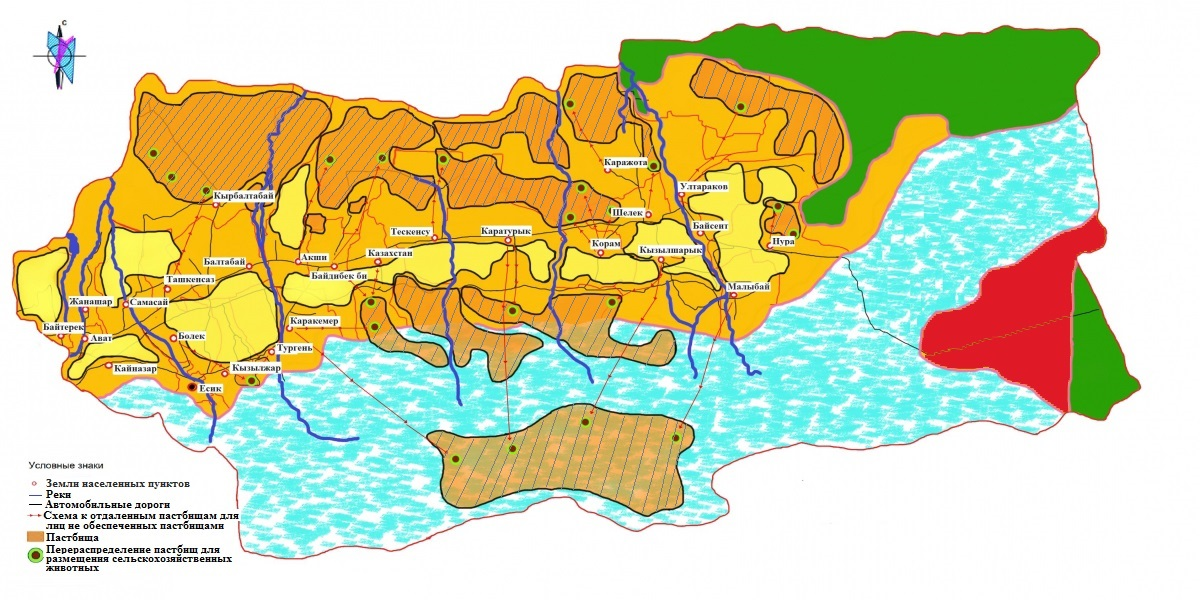 С
Каражота
Ултараков
Кырбалтабай
Шелек
Байсеит
Тескенсу
Каратурык
Нура
Корам
Кызылшарык
Акши
Казахстан
Балтабай
Байдибек би
Ташкенсаз
Малыбай
Жанашар
Самасай
Каракемер
Байтерек
Ават
Болек
Тургень
Кайназар
Кызылжар
Есик
Условные знаки
Земли населенных пунктов
Реки
Автомобильные дороги
Схема к отдаленным пастбищам для
лиц не обеспеченных пастбищами
Пастбища
Перераспределение пастбищ для
размещения сельскохозяйственных
животных